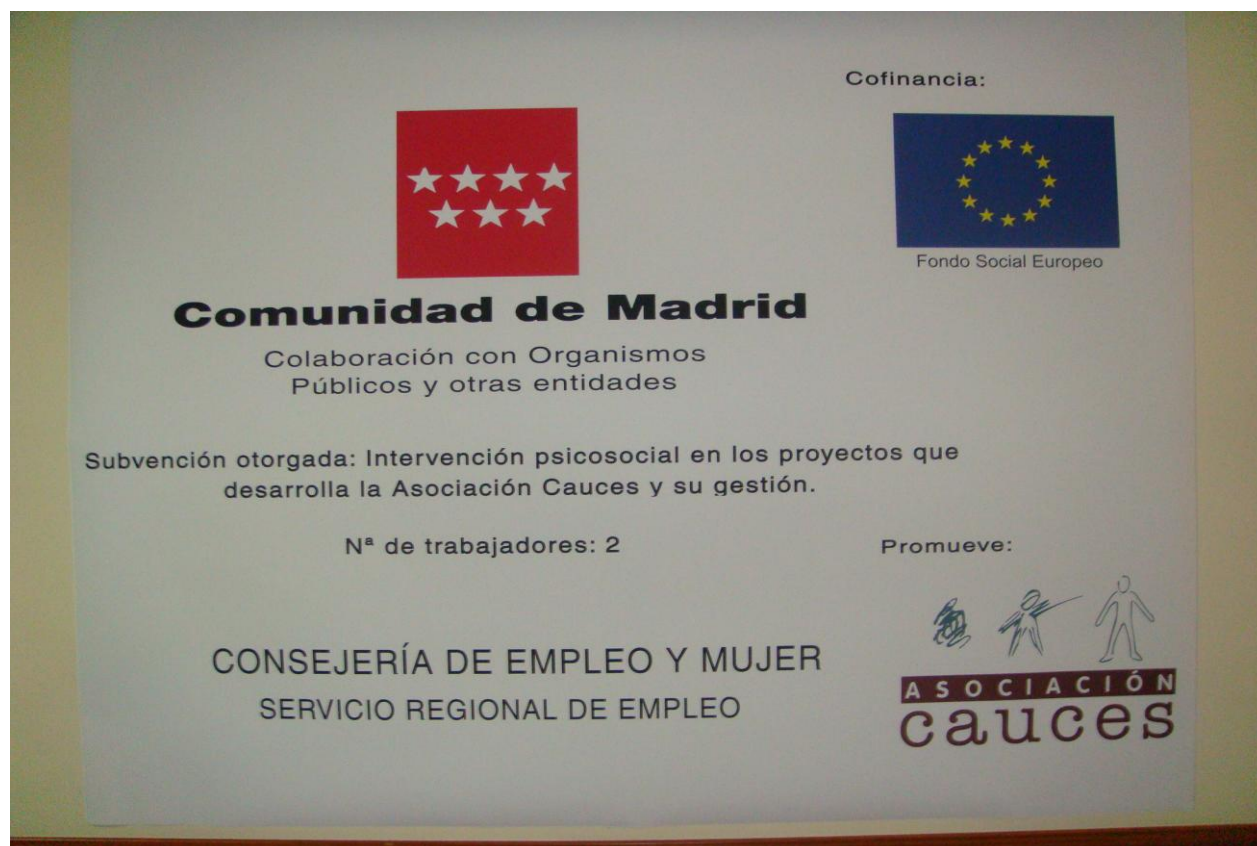 Cofinancia:
Fondo Social Europeo
Comunidad de Madrid
Colaboración con Organismos
Públicos y otras entidades
Subvención otorgada: Intervención psicosocial en los proyectos que
desarrolla la Asociación Cauces y su gestión.
Nª de trabajadores: 2
Promueve:
CONSEJERÍA DE EMPLEO Y MUJER
SERVICIO REGIONAL DE EMPLEO
ASOCIACIÓN
cauces